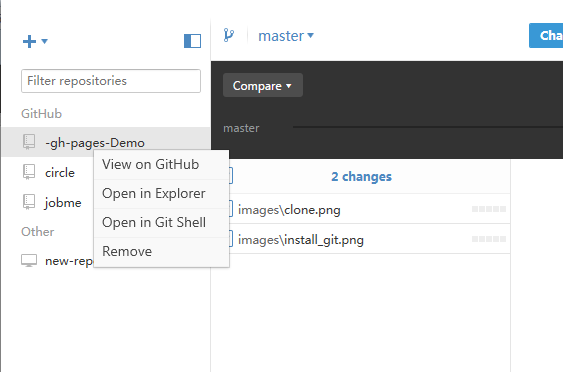 master
Cha
Filter repositories
Compare
GitHub
master
-gh-pages-Demo
View on GitHub
circle
Open in Explorer
jobme
Open in Git Shell
Other
Remove
new-rep
2 changes
images\clone.png
images\install_git.png